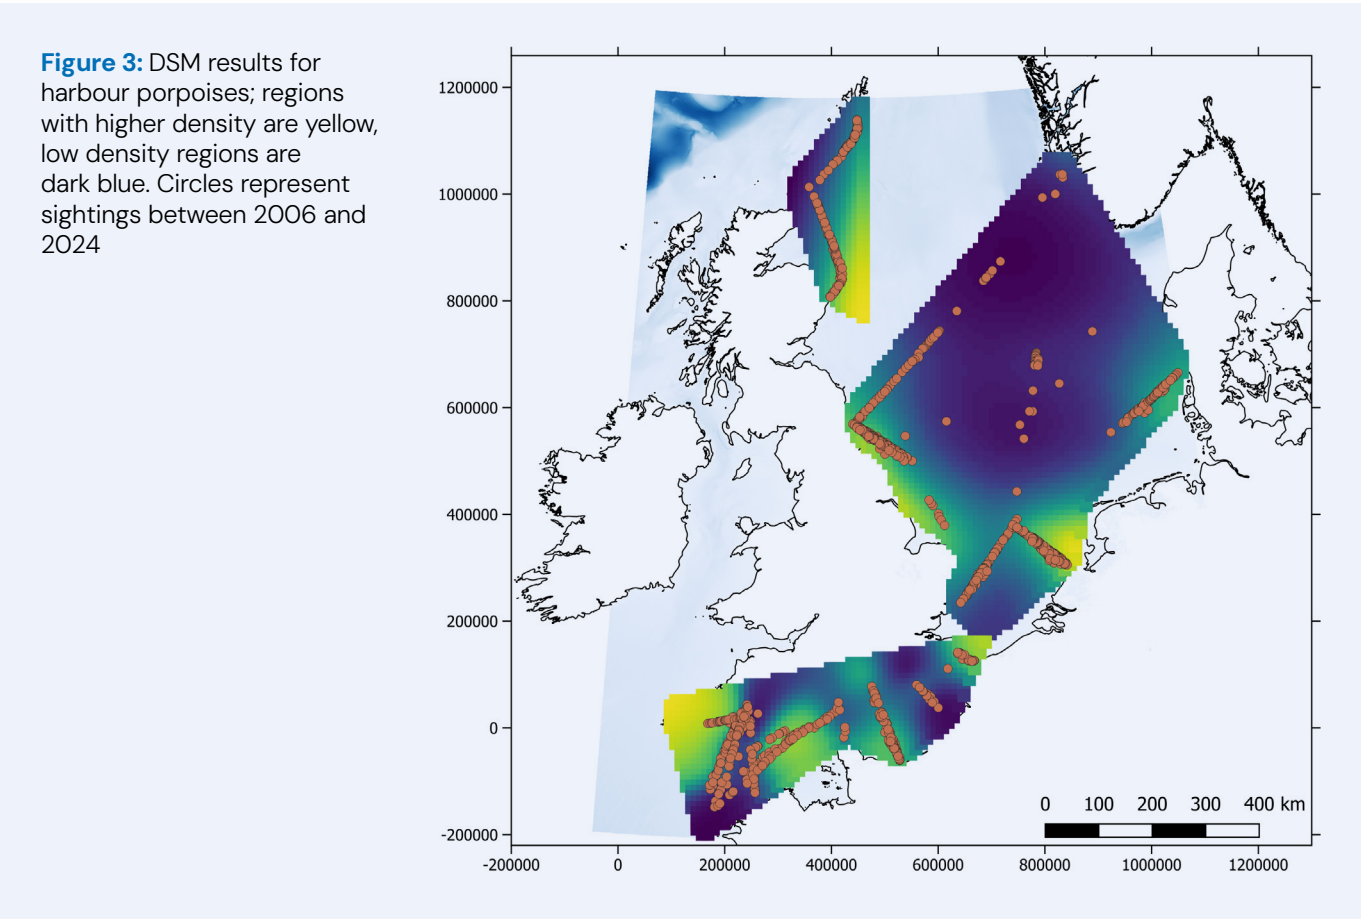 Figure 3: DSM results for
harbour porpoises; regions
with higher density are yellow,
low density regions are
dark blue. Circles represent
sightings between 2006 and
2024
1200000
1000000
800000
600000
400000
200000
0
-200000
0 100 200 300 400 km
-200000 0 200000 400000 600000 800000 1000000 1200000